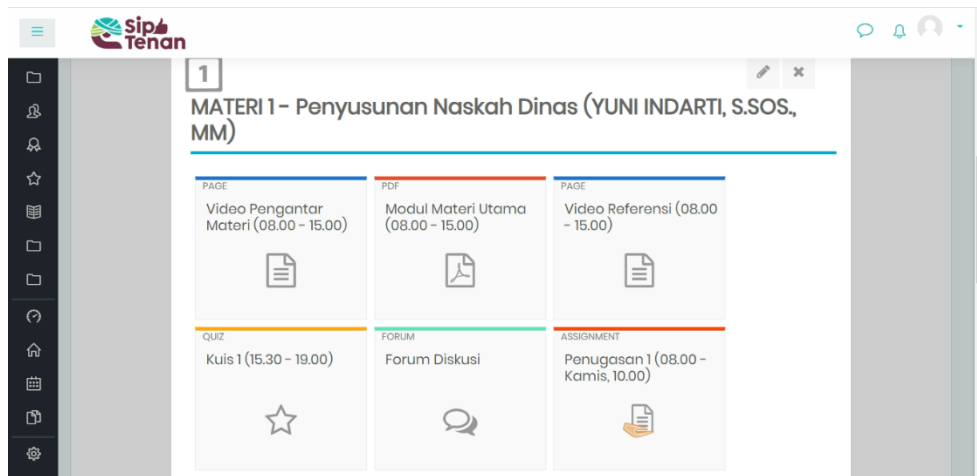 Sip
Tenan
1
MATERI 1 - Penyusunan Naskah Dinas (YUNI INDARTI, S.SOS.,
MM)
PAGE
Video Pengantar
Materi (08.00 - 15.00)
PDF
Modul Materi Utama
(08.00 - 15.00)
PAGE
Video Referensi (08.00
- 15.00)
QUIZ
Kuis 1 (15.30 - 19.00)
FORUM
Forum Diskusi
ASSIGNMENT
Penugasan 1 (08.00 -
Kamis, 10.00)